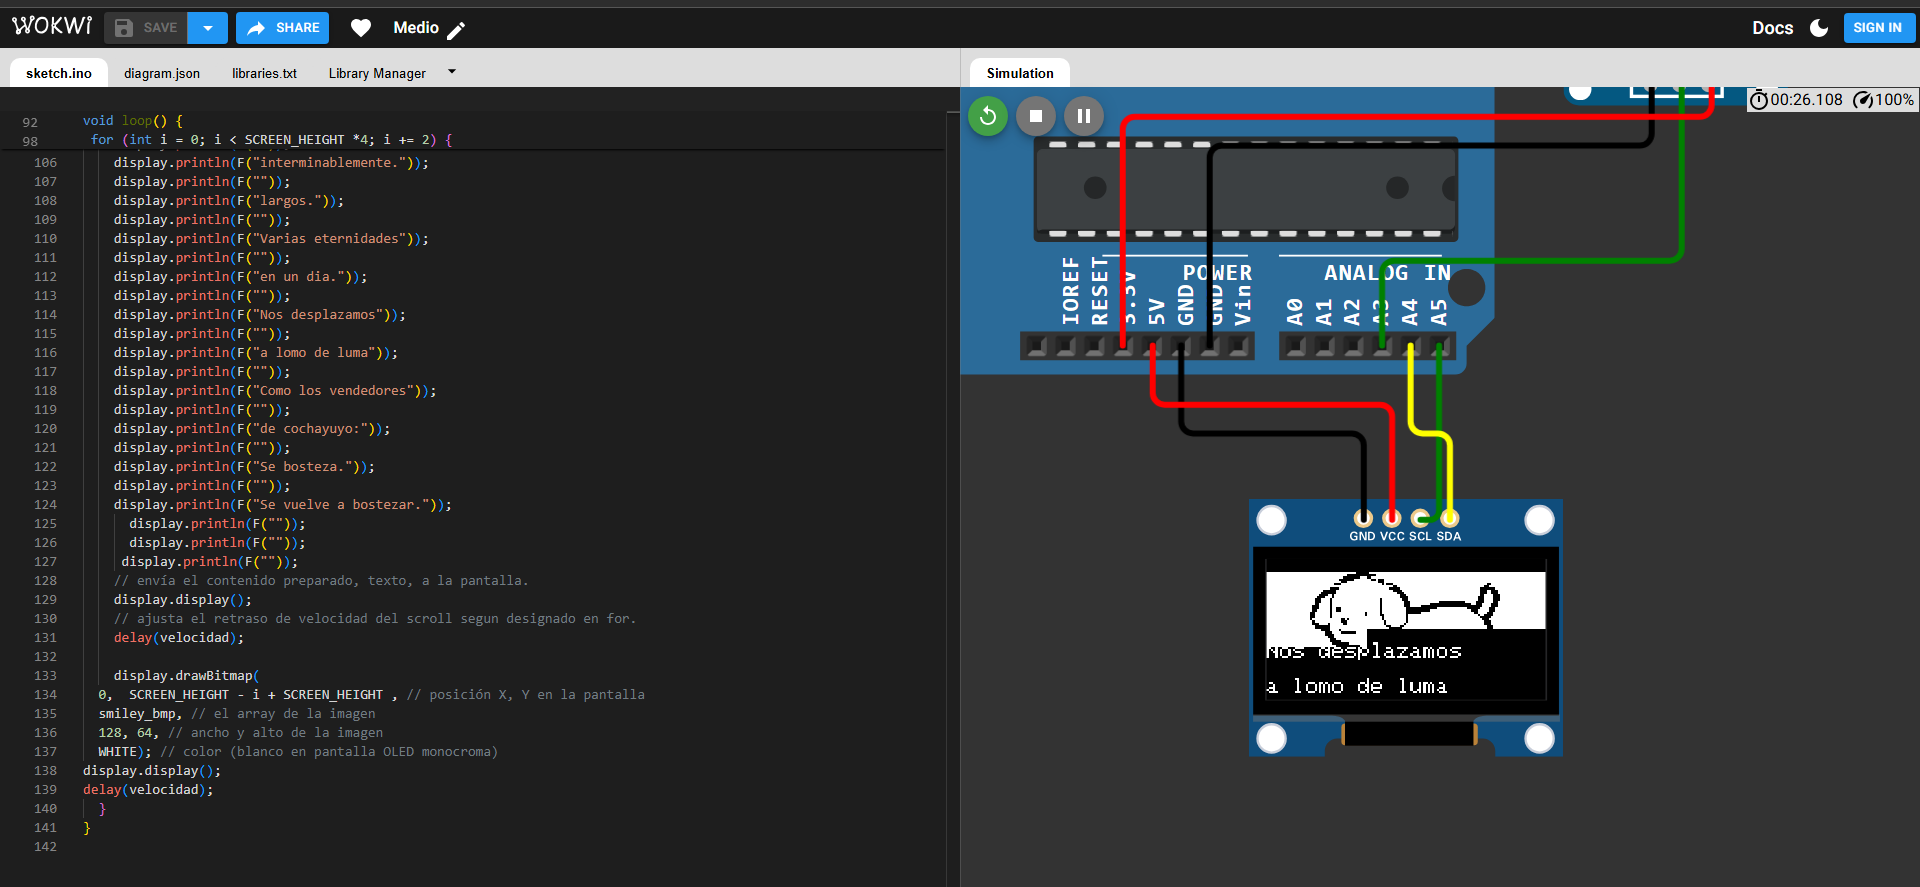 WOKWi
SAVE
SHARE
Medio
Docs
SIGN IN
sketch.ino
diagram.json
libraries.txt
Library Manager
Simulation
92 void loop() {
98 for (int i = 0; i < SCREEN_HEIGHT *4; i += 2) {
106 display.println(F("interminablemente."));
107 display.println(F(""));
108 display.println(F("largos."));
109 display.println(F(""));
110 display.println(F("Varias eternidades"));
111 display.println(F(""));
112 display.println(F("en un dia."));
113 display.println(F(""));
114 display.println(F("Nos desplazamos"));
115 display.println(F(""));
116 display.println(F("a lomo de luma"));
117 display.println(F(""));
118 display.println(F("Como los vendedores"));
119 display.println(F(""));
120 display.println(F("de cochayuyo:"));
121 display.println(F(""));
122 display.println(F("Se bosteza."));
123 display.println(F(""));
124 display.println(F("Se vuelve a bostezar."));
125 display.println(F(""));
126 display.println(F(""));
127 display.println(F(""));
128 // envía el contenido preparado, texto, a la pantalla.
129 display.display();
130 // ajusta el retraso de velocidad del scroll segun designado en for.
131 delay(velocidad);
132
133 display.drawBitmap(
134 0, SCREEN_HEIGHT - i + SCREEN_HEIGHT , // posición X, Y en la pantalla
135 smiley_bmp, // el array de la imagen
136 128, 64, // ancho y alto de la imagen
137 WHITE); // color (blanco en pantalla OLED monocroma)
138 display.display();
139 delay(velocidad);
140 }
141 }
142
00:26.108
100%
IOREF
RESET
3.3V
5V
GND
GND
Vin
POWER
ANALOG IN
A0
A1
A2
A3
A4
A5
GND VCC SCL SDA
Nos desplazamos
a lomo de luma